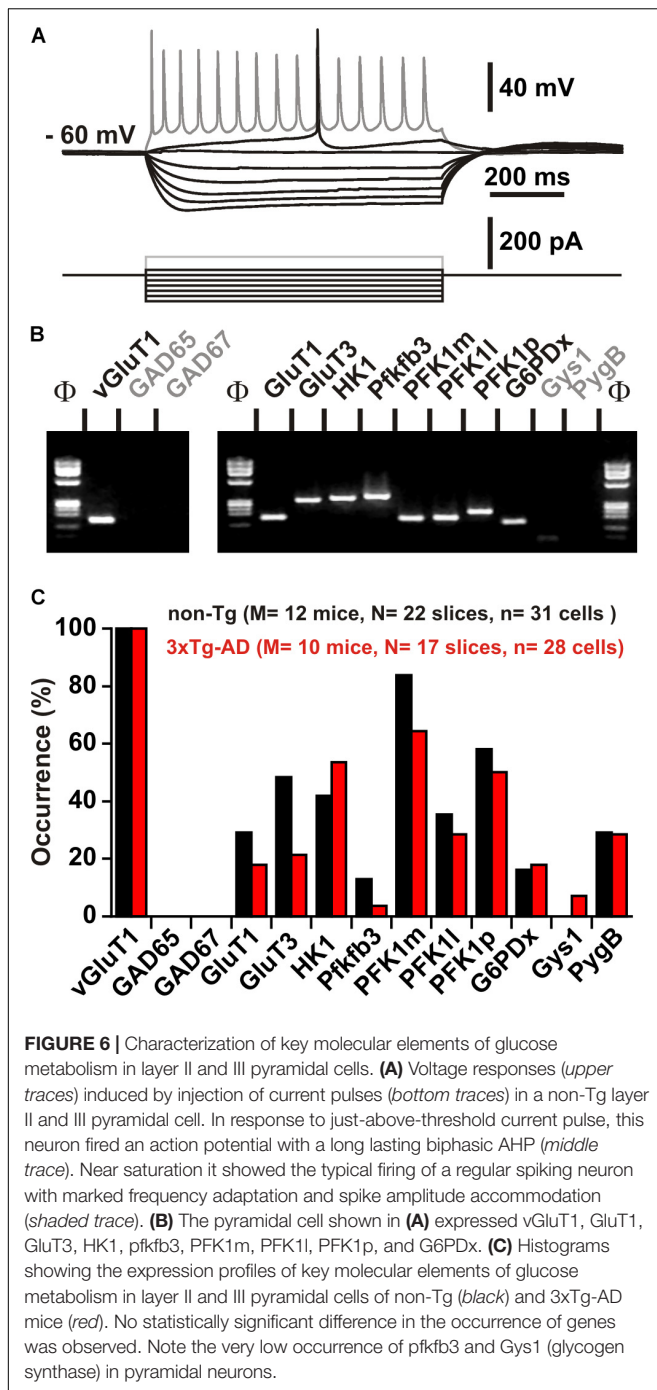 A
40 mV
- 60 mV
200 ms
200 pA
B
Φ
vGluT1
GAD65
GAD67
GluT1
GluT3
HK1
Pfkfb3
PFK1m
PFK1l
PFK1p
G6PDx
Gys1
PygB
Φ
Φ
C
non-Tg (M= 12 mice, N= 22 slices, n= 31 cells )
3xTg-AD (M= 10 mice, N= 17 slices, n= 28 cells)
Occurrence (%)
100
80
60
40
20
0
vGluT1
GAD65
GAD67
GluT1
GluT3
HK1
Pfkfb3
PFK1m
PFK1l
PFK1p
G6PDx
Gys1
PygB
FIGURE 6 | Characterization of key molecular elements of glucose
metabolism in layer II and III pyramidal cells. (A) Voltage responses (upper
traces) induced by injection of current pulses (bottom traces) in a non-Tg layer
II and III pyramidal cell. In response to just-above-threshold current pulse, this
neuron fired an action potential with a long lasting biphasic AHP (middle
trace). Near saturation it showed the typical firing of a regular spiking neuron
with marked frequency adaptation and spike amplitude accommodation
(shaded trace). (B) The pyramidal cell shown in (A) expressed vGluT1, GluT1,
GluT3, HK1, pfkfb3, PFK1m, PFK1l, PFK1p, and G6PDx. (C) Histograms
showing the expression profiles of key molecular elements of glucose
metabolism in layer II and III pyramidal cells of non-Tg (black) and 3xTg-AD
mice (red). No statistically significant difference in the occurrence of genes
was observed. Note the very low occurrence of pfkfb3 and Gys1 (glycogen
synthase) in pyramidal neurons.